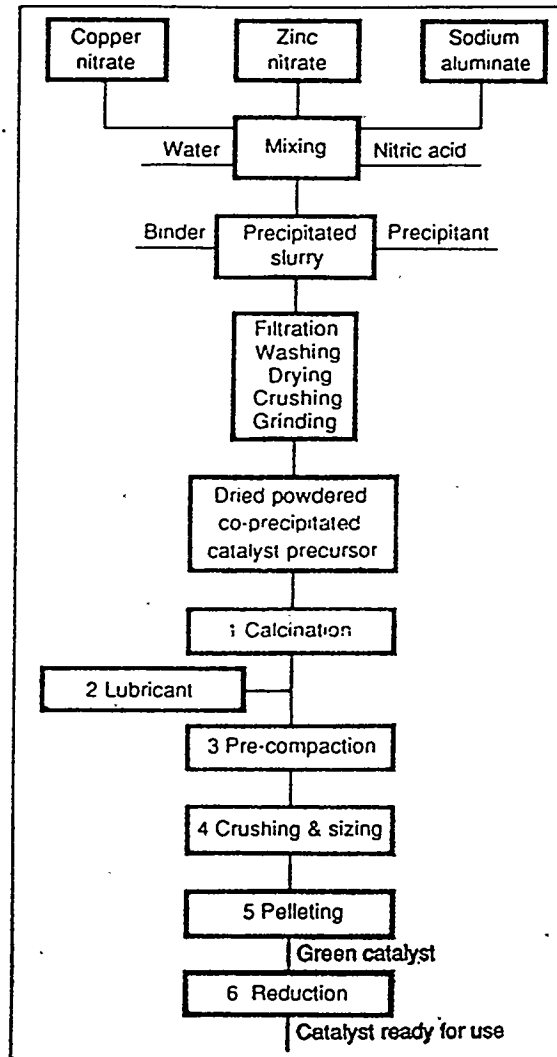 Copper
nitrate
Zinc
nitrate
Sodium
aluminate
Water
Mixing
Nitric acid
Binder
Precipitated
slurry
Precipitant
Filtration
Washing
Drying
Crushing
Grinding
Dried powdered
co-precipitated
catalyst precursor
1 Calcination
2 Lubricant
3 Pre-compaction
4 Crushing & sizing
5 Pelleting
Green catalyst
6 Reduction
Catalyst ready for use